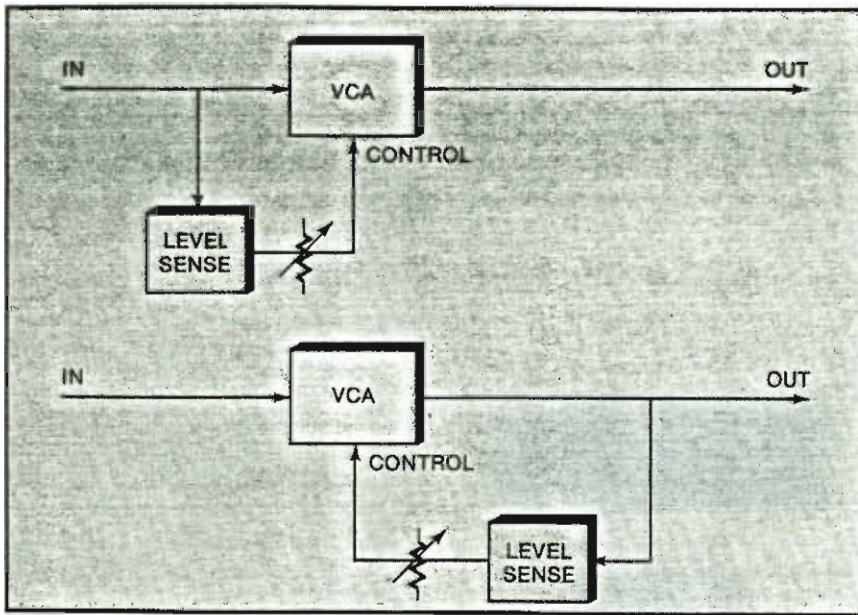 IN
OUT
VCA
CONTROL
LEVEL
SENSE
IN
OUT
VCA
CONTROL
LEVEL
SENSE